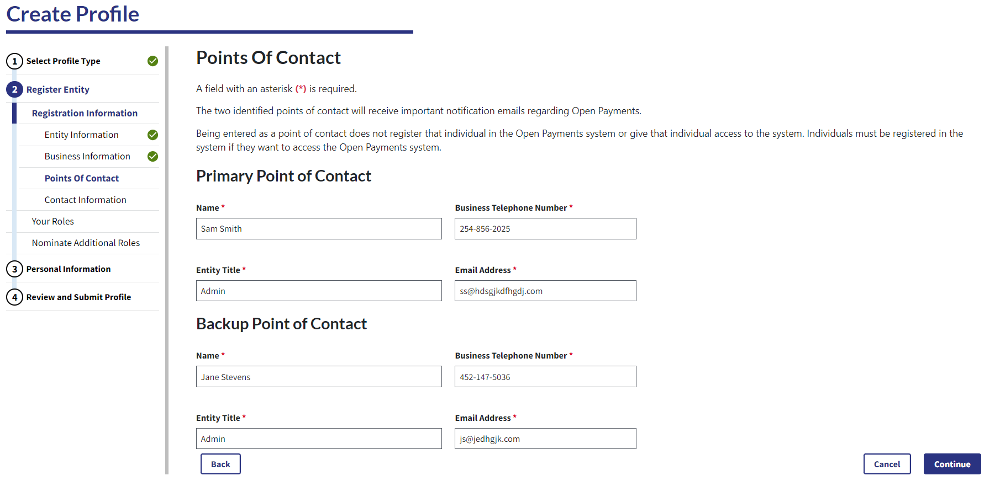 Create Profile
1 Select Profile Type
2 Register Entity
Registration Information
Entity Information
Business Information
Points Of Contact
Contact Information
Your Roles
Nominate Additional Roles
3 Personal Information
4 Review and Submit Profile
Points Of Contact
A field with an asterisk (*) is required.
The two identified points of contact will receive important notification emails regarding Open Payments.
Being entered as a point of contact does not register that individual in the Open Payments system or give that individual access to the system. Individuals must be registered in the
system if they want to access the Open Payments system.
Primary Point of Contact
Name * Business Telephone Number *
Sam Smith 254-856-2025
Entity Title * Email Address *
Admin ss@hdsgjkdfhgdj.com
Backup Point of Contact
Name * Business Telephone Number *
Jane Stevens 452-147-5036
Entity Title * Email Address *
Admin js@jedhgjk.com
Back Cancel Continue